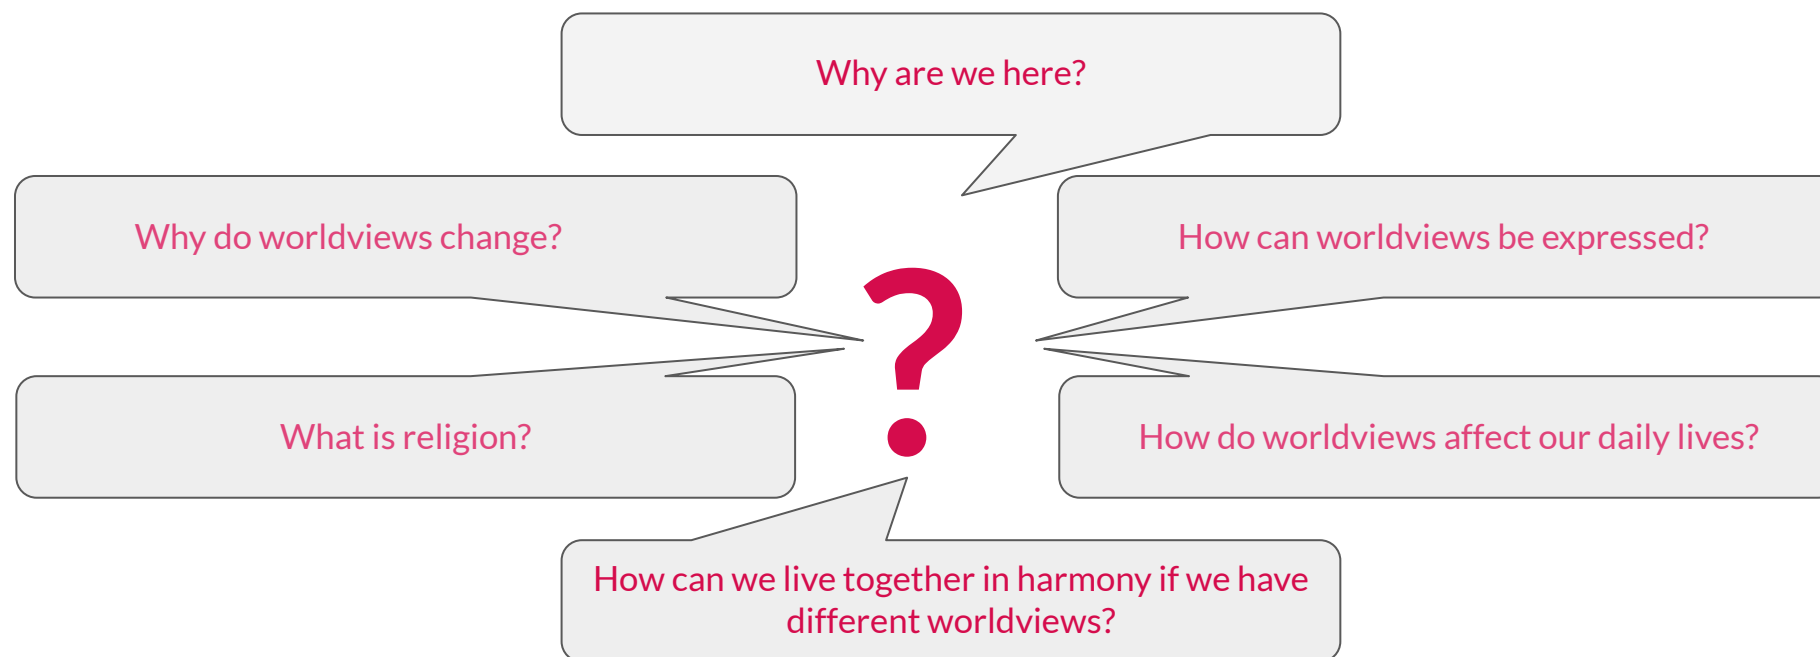 Why are we here?
Why do worldviews change?
How can worldviews be expressed?
?
What is religion?
How do worldviews affect our daily lives?
How can we live together in harmony if we have
different worldviews?